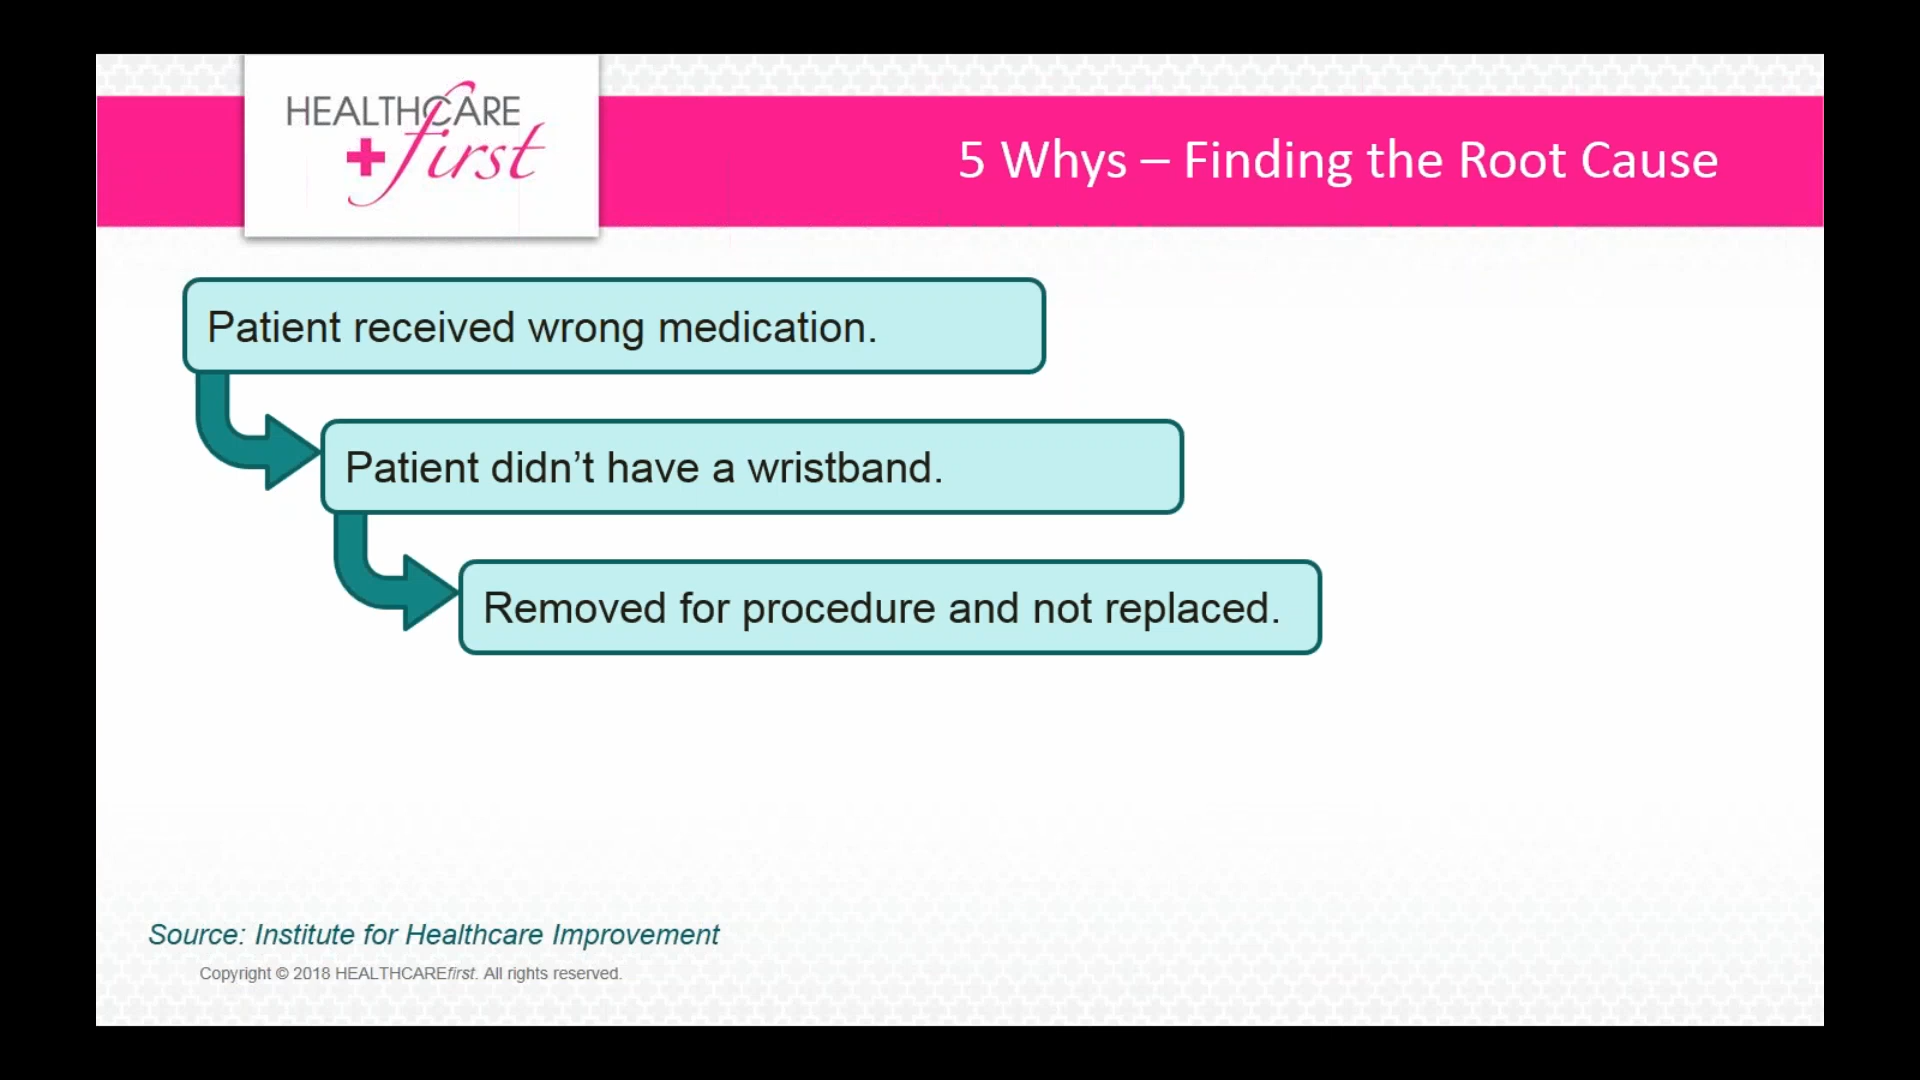 HEALTHCARE
first
5 Whys – Finding the Root Cause
Patient received wrong medication.
Patient didn’t have a wristband.
Removed for procedure and not replaced.
Source: Institute for Healthcare Improvement
Copyright © 2018 HEALTHCAREfirst. All rights reserved.